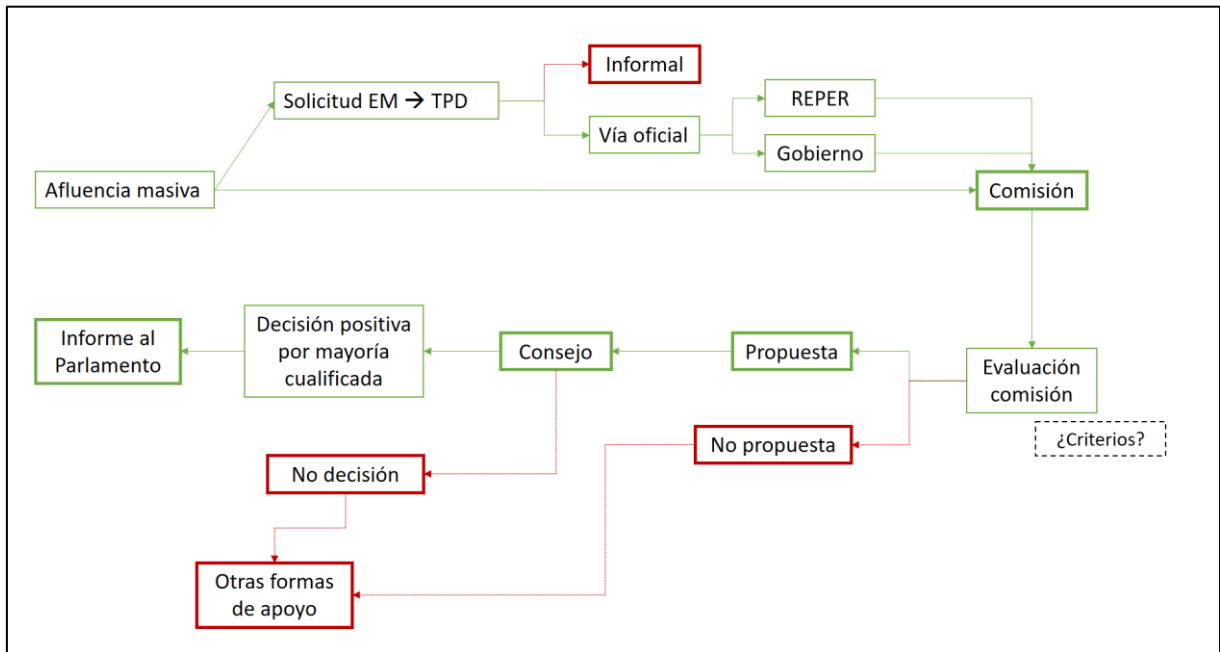 Informal
Solicitud EM → TPD
REPER
Vía oficial
Gobierno
Afluencia masiva
Comisión
Informe al
Parlamento
Decisión positiva
por mayoría
cualificada
Consejo
Propuesta
Evaluación
comisión
¿Criterios?
No propuesta
No decisión
Otras formas
de apoyo